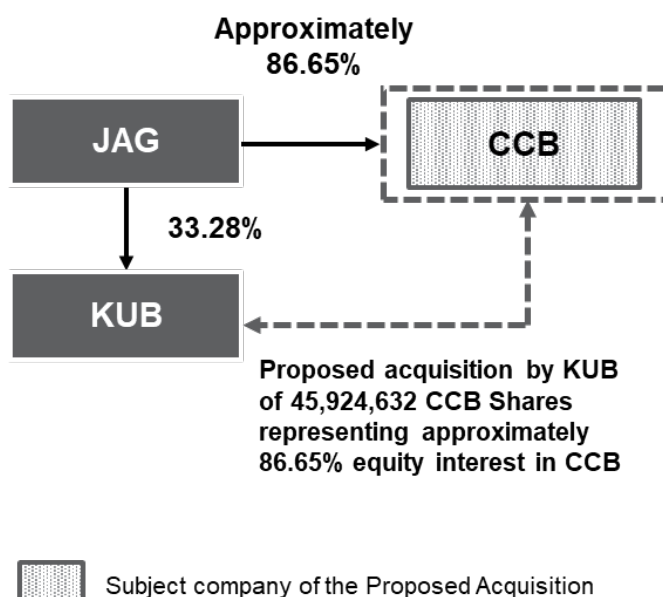 Approximately
86.65%
JAG
CCB
33.28%
KUB
Proposed acquisition by KUB
of 45,924,632 CCB Shares
representing approximately
86.65% equity interest in CCB
Subject company of the Proposed Acquisition